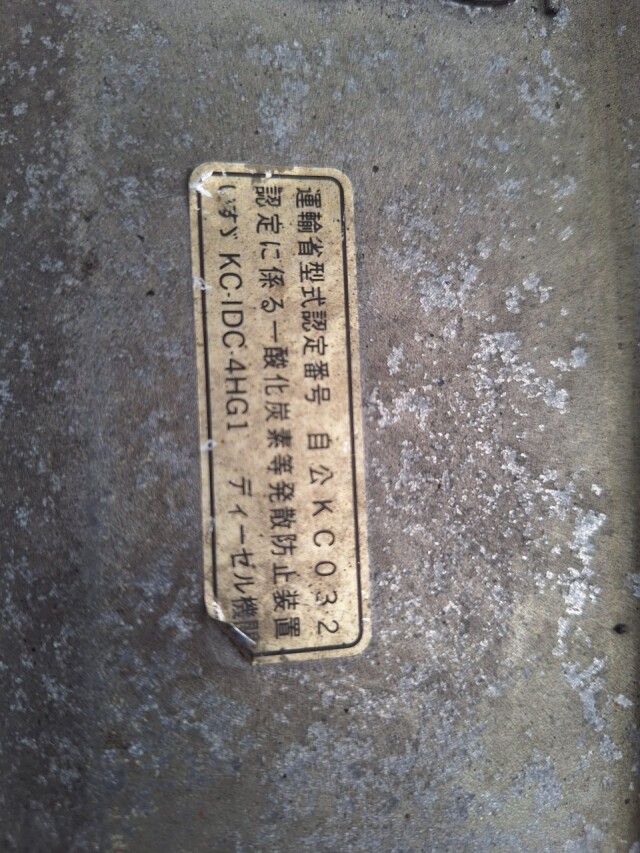 運輸省型式認定番号 自公KC032
認定に係る一酸化炭素等発散防止装置
いすゞ KC-IDC-4HG1 ディーゼル機